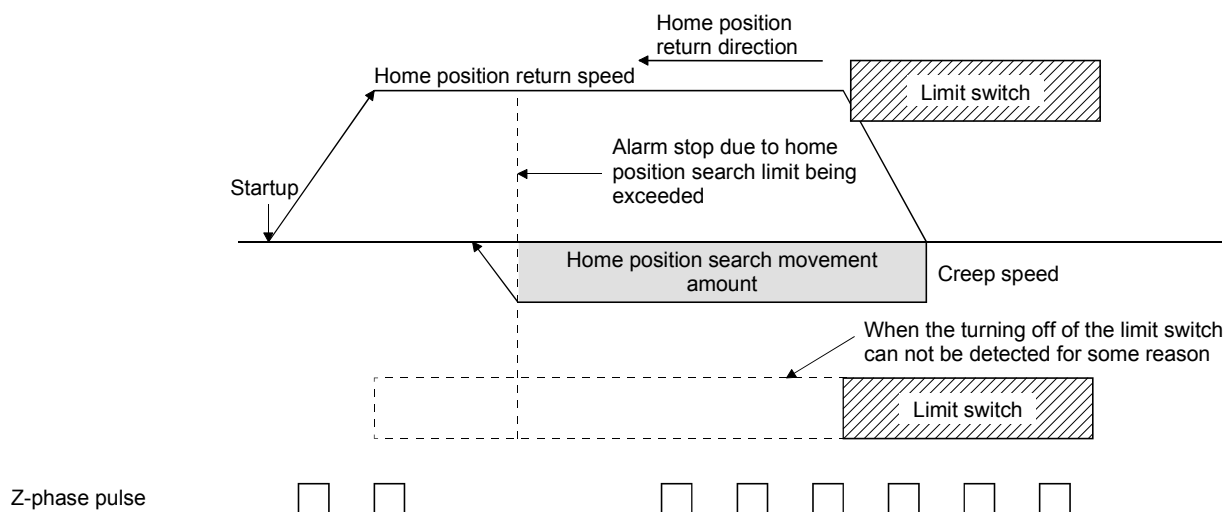 Home position
return direction
Home position return speed
Limit switch
Alarm stop due to home
position search limit being
exceeded
Startup
Home position search movement
amount
Creep speed
When the turning off of the limit switch
can not be detected for some reason
Limit switch
Z-phase pulse